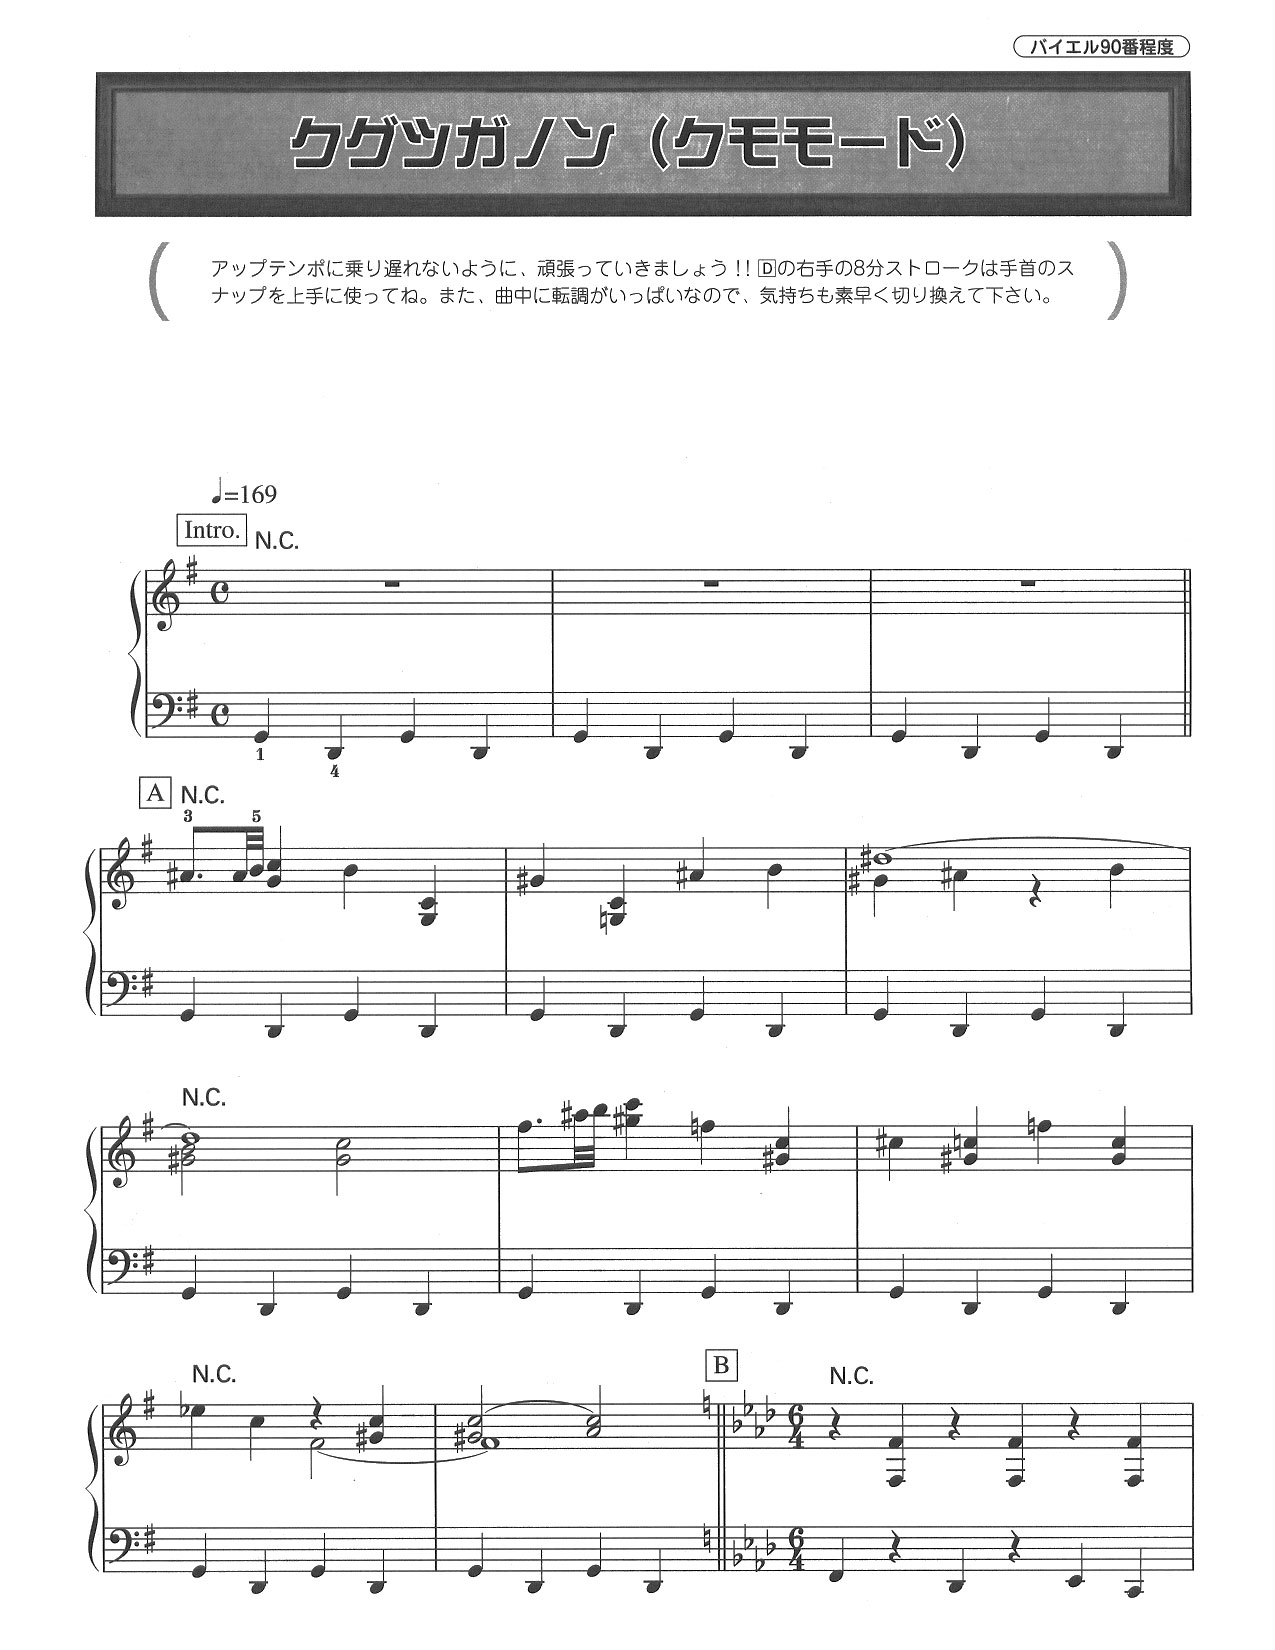 バイエル90番程度
クグツガノン（クモモード）
アップテンポに乗り遅れないように、頑張っていきましょう!! Dの右手の8分ストロークは手首のス
ナップを上手に使ってね。また、曲中に転調がいっぱいなので、気持ちも素早く切り換えて下さい。
♩=169
Intro.
N.C.
1
4
A
N.C.
3
5
N.C.
B
N.C.
N.C.
6
4
6
4